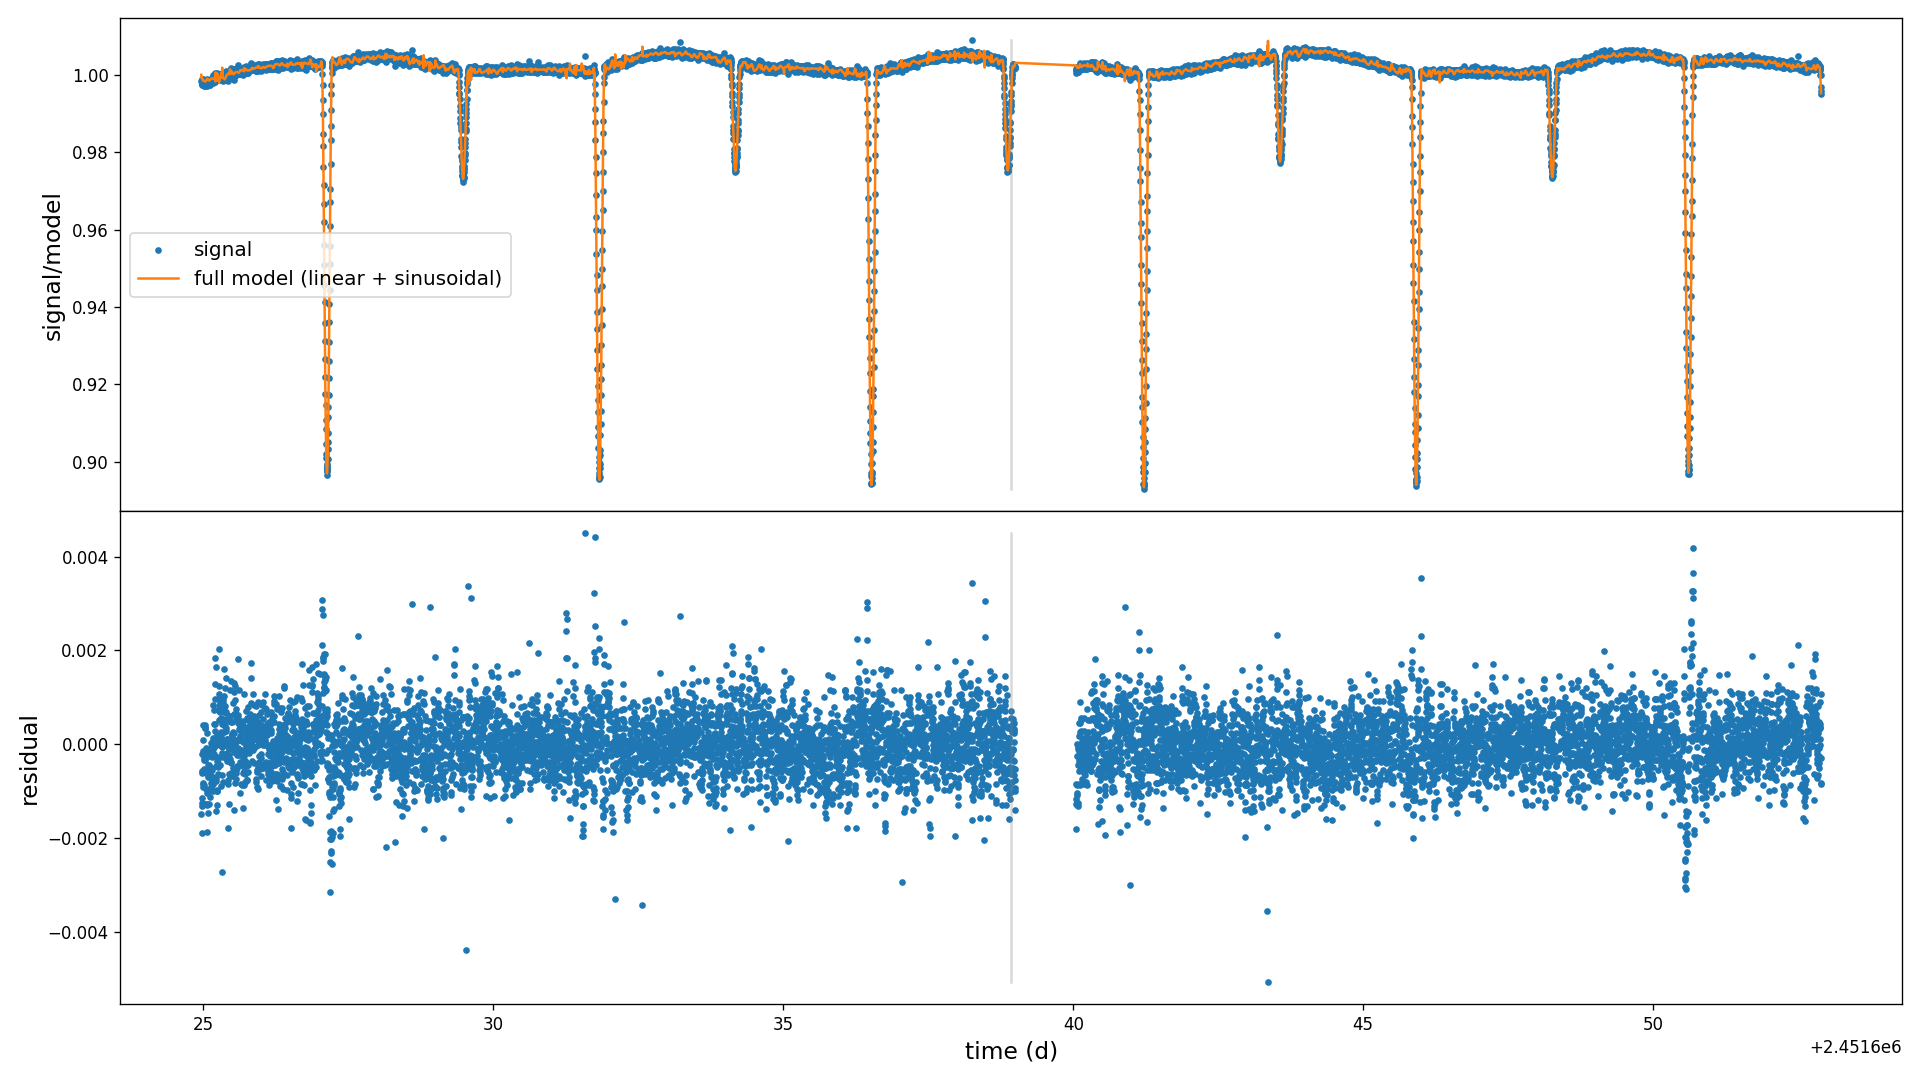 signal/model
1.00
0.98
0.96
0.94
0.92
0.90
signal
full model (linear + sinusoidal)
residual
0.004
0.002
0.000
−0.002
−0.004
25
30
35
40
45
50
time (d)
+2.4516e6